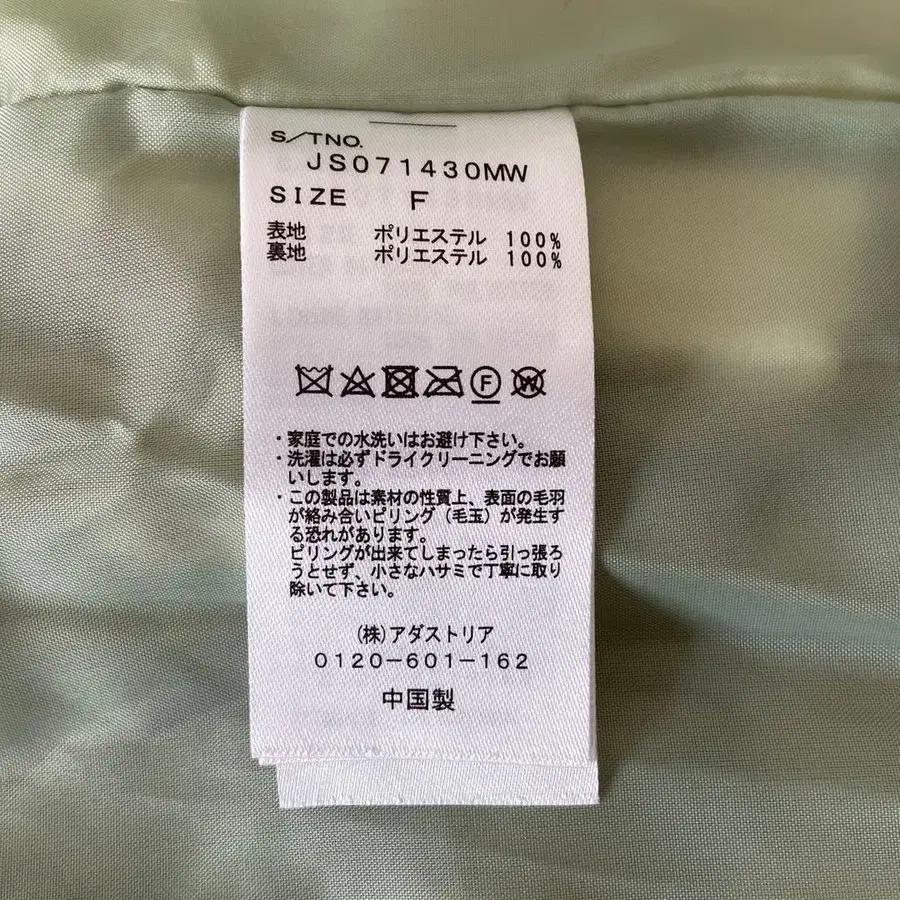 S/TNO.
JS071430MW
SIZE F
表地 ポリエステル 100%
裏地 ポリエステル 100%
F W
・家庭での水洗いはお避け下さい。
・洗濯は必ずドライクリーニングでお願
いします。
・この製品は素材の性質上、表面の毛羽
が絡み合いピリング（毛玉）が発生す
る恐れがあります。
ピリングが出来てしまったら引っ張ろ
うとせず、小さなハサミで丁寧に取り
除いて下さい。
(株)アダストリア
0120-601-162
中国製